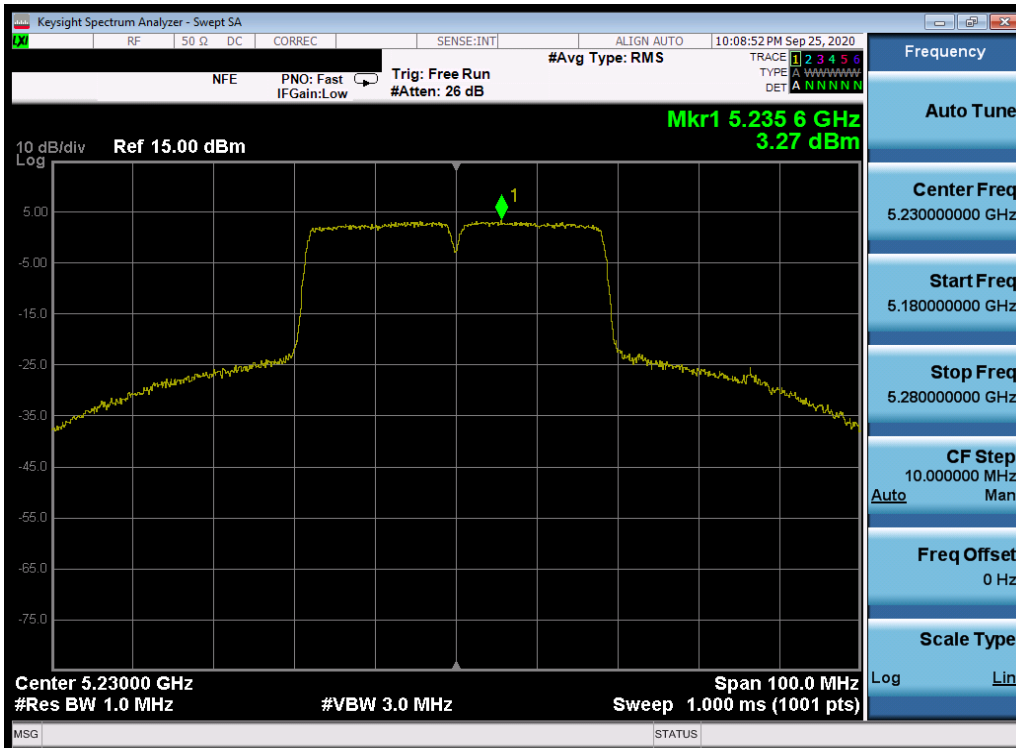 Keysight Spectrum Analyzer - Swept SA
LXI RF 50 Ω DC CORREC SENSE:INT ALIGN AUTO 10:08:52 PM Sep 25, 2020
Frequency
NFE
PNO: Fast
IFGain:Low
Trig: Free Run
#Atten: 26 dB
#Avg Type: RMS
TRACE 1 2 3 4 5 6
TYPE A WWWWW
DET A N N N N N
Mkr1 5.235 6 GHz
3.27 dBm
10 dB/div
Log
Ref 15.00 dBm
1
5.00
-5.00
-15.0
-25.0
-35.0
-45.0
-55.0
-65.0
-75.0
Center 5.23000 GHz
Span 100.0 MHz
#Res BW 1.0 MHz
#VBW 3.0 MHz
Sweep 1.000 ms (1001 pts)
Auto Tune
Center Freq
5.230000000 GHz
Start Freq
5.180000000 GHz
Stop Freq
5.280000000 GHz
CF Step
10.000000 MHz
Auto Man
Freq Offset
0 Hz
Scale Type
Log Lin
MSG STATUS